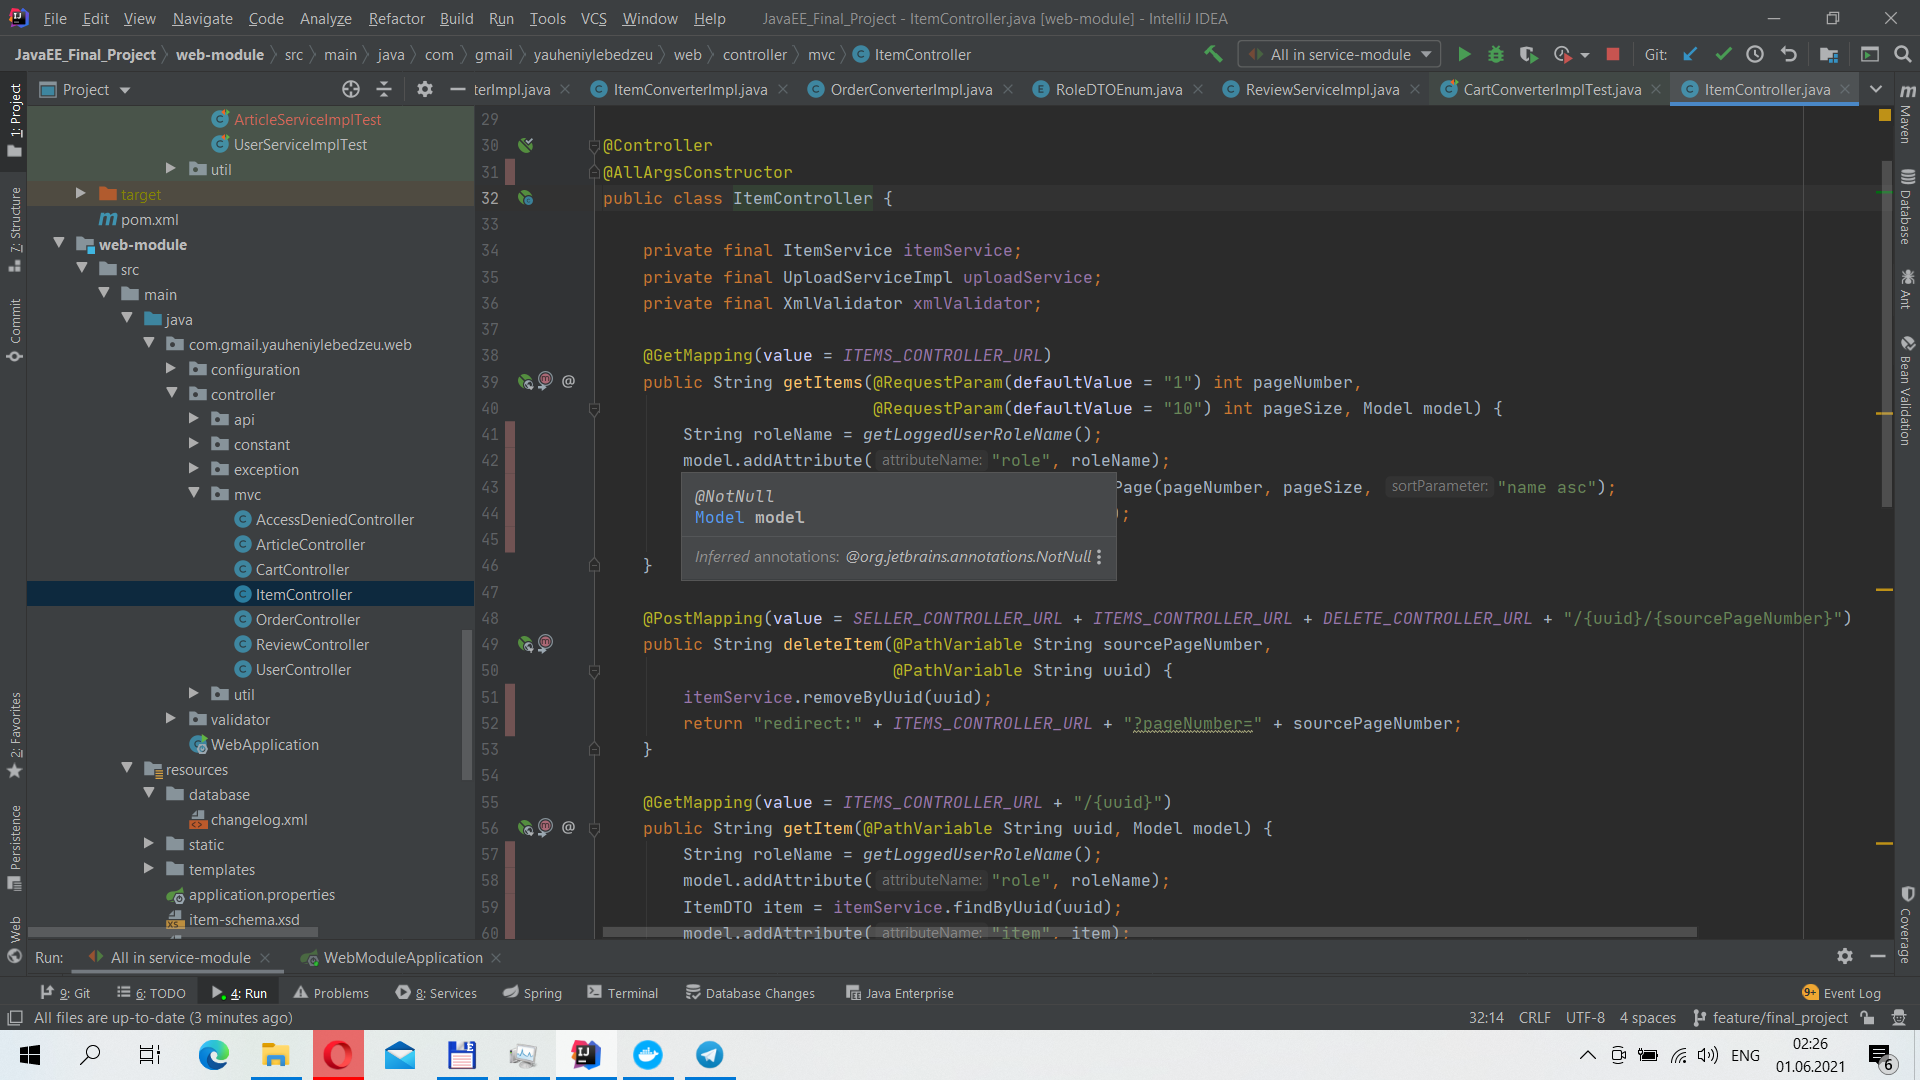 File Edit View Navigate Code Analyze Refactor Build Run Tools VCS Window Help JavaEE_Final_Project - ItemController.java [web-module] - IntelliJ IDEA
JavaEE_Final_Project web-module src main java com gmail yauheniylebedzeu web controller mvc ItemController All in service-module Git:
Project terImpl.java ItemConverterImpl.java OrderConverterImpl.java RoleDTOEnum.java ReviewServiceImpl.java CartConverterImplTest.java ItemController.java
1: Project
7: Structure
Commit
2: Favorites
Persistence
Web
ArticleServiceImplTest
UserServiceImplTest
util
target
pom.xml
web-module
src
main
java
com.gmail.yauheniylebedzeu.web
configuration
controller
api
constant
exception
mvc
AccessDeniedController
ArticleController
CartController
ItemController
OrderController
ReviewController
UserController
util
validator
WebApplication
resources
database
changelog.xml
static
templates
application.properties
item-schema.xsd
29
30 @Controller
31 @AllArgsConstructor
32 public class ItemController {
33
34 private final ItemService itemService;
35 private final UploadServiceImpl uploadService;
36 private final XmlValidator xmlValidator;
37
38 @GetMapping(value = ITEMS_CONTROLLER_URL)
39 @ public String getItems(@RequestParam(defaultValue = "1") int pageNumber,
40 @RequestParam(defaultValue = "10") int pageSize, Model model) {
41 String roleName = getLoggedUserRoleName();
42 model.addAttribute( attributeName: "role", roleName);
43 Page(pageNumber, pageSize, sortParameter: "name asc");
44 );
45
46 }
@NotNull
Model model
Inferred annotations: @org.jetbrains.annotations.NotNull
47
48 @PostMapping(value = SELLER_CONTROLLER_URL + ITEMS_CONTROLLER_URL + DELETE_CONTROLLER_URL + "/{uuid}/{sourcePageNumber}")
49 public String deleteItem(@PathVariable String sourcePageNumber,
50 @PathVariable String uuid) {
51 itemService.removeByUuid(uuid);
52 return "redirect:" + ITEMS_CONTROLLER_URL + "?pageNumber=" + sourcePageNumber;
53 }
54
55 @GetMapping(value = ITEMS_CONTROLLER_URL + "/{uuid}")
56 @ public String getItem(@PathVariable String uuid, Model model) {
57 String roleName = getLoggedUserRoleName();
58 model.addAttribute( attributeName: "role", roleName);
59 ItemDTO item = itemService.findByUuid(uuid);
60 model.addAttribute( attributeName: "item", item);
Maven
Database
Ant
Bean Validation
Coverage
Run: All in service-module WebModuleApplication
9: Git 6: TODO 4: Run Problems 8: Services Spring Terminal Database Changes Java Enterprise 9+ Event Log
All files are up-to-date (3 minutes ago) 32:14 CRLF UTF-8 4 spaces feature/final_project
ENG 02:26
01.06.2021
6